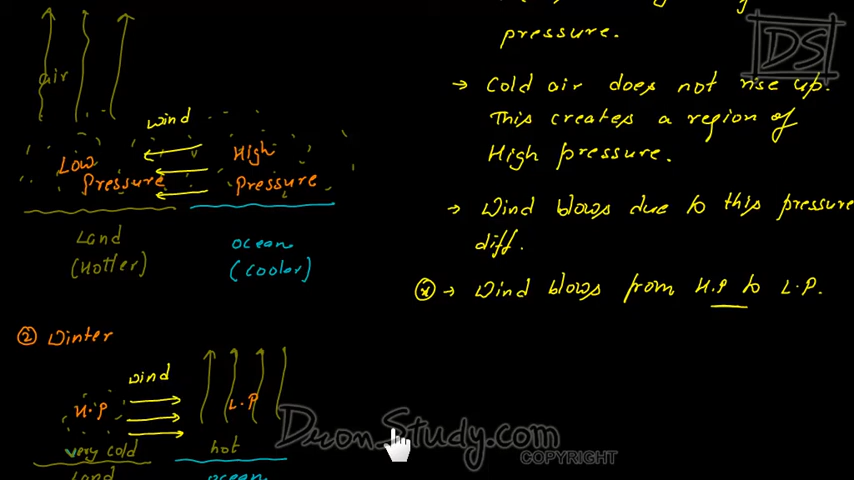 pressure.
DS
→ Cold air does not rise up.
This creates a region of
High pressure.
→ Wind blows due to this pressure
diff.
→ Wind blows from H.P to L.P.
air
wind
Low
Pressure
High
Pressure
Land
(Hotter)
ocean
(cooler)
② Winter
wind
H.P
L.P
very cold
hot
Land
ocean
DronStudy.com
COPYRIGHT